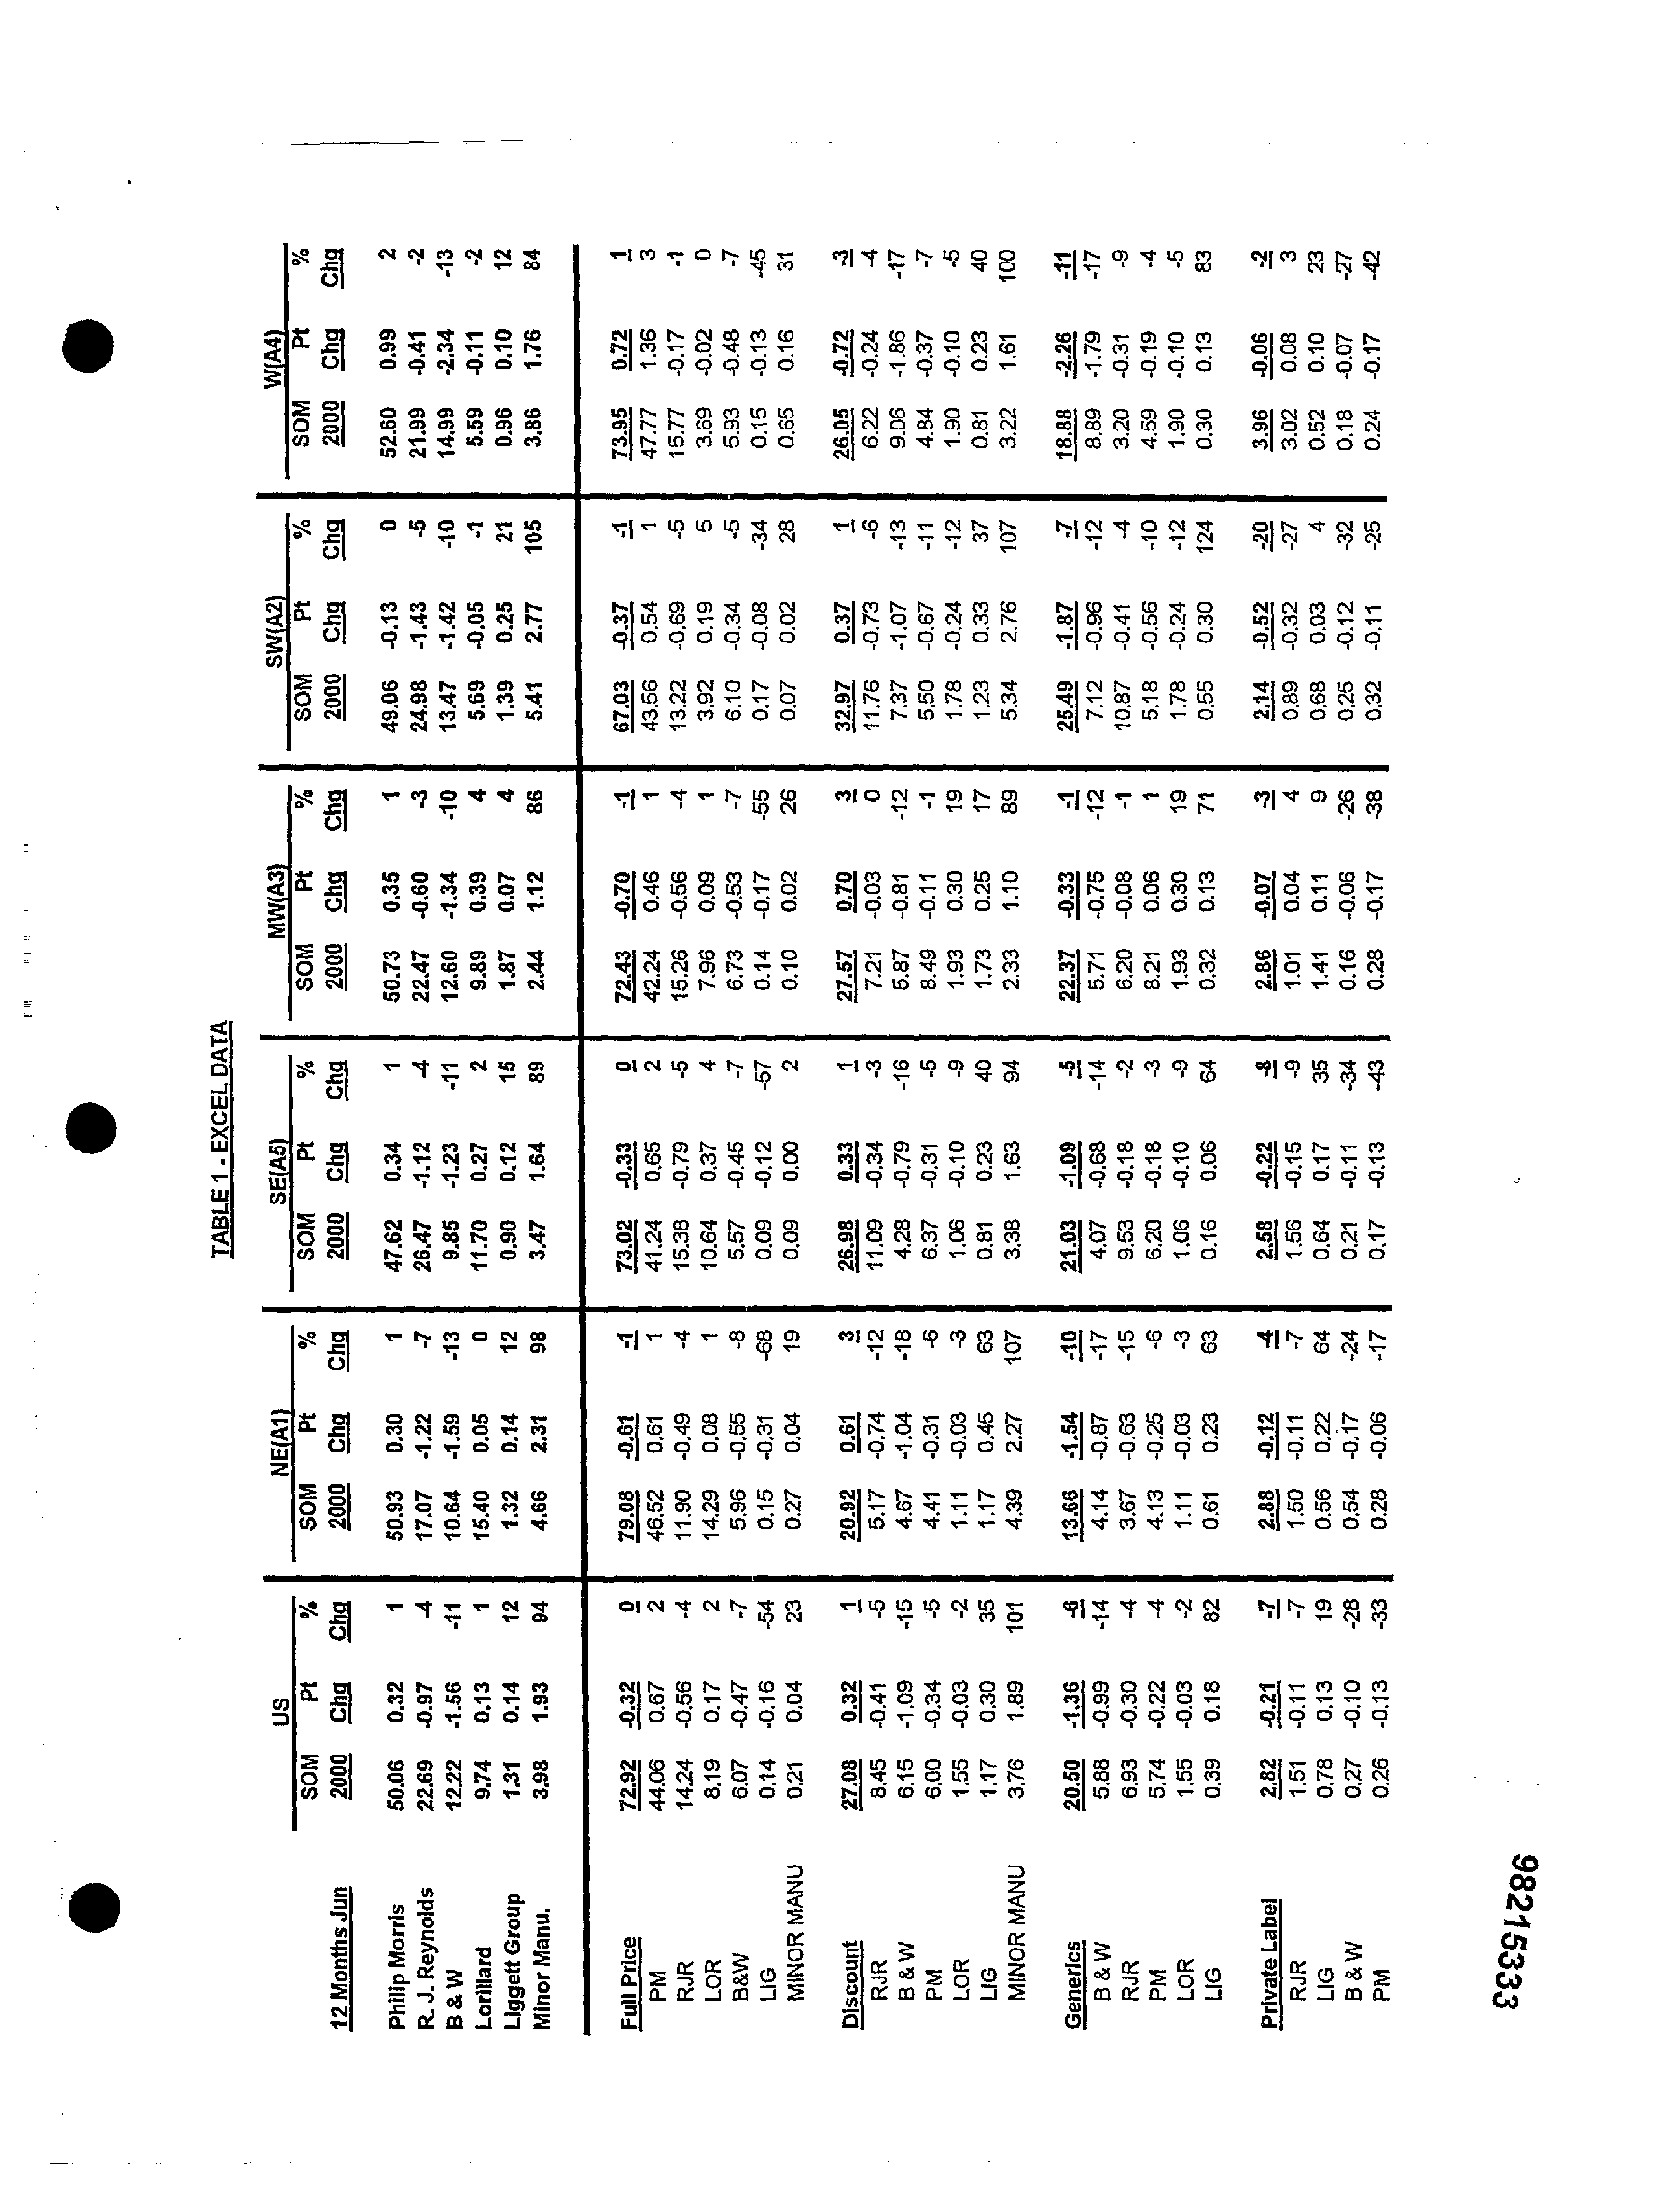 TABLE 1 - EXCEL DATA
US NE(A1) SE(A5) MW(A3) SW(A2) W(A4)
SOM Pt % SOM Pt % SOM Pt % SOM Pt % SOM Pt % SOM Pt %
12 Months Jun 2000 Chg Chg 2000 Chg Chg 2000 Chg Chg 2000 Chg Chg 2000 Chg Chg 2000 Chg Chg
Philip Morris 50.06 0.32 1 50.93 0.30 1 47.62 0.34 1 50.73 0.35 1 49.06 -0.13 0 52.60 0.99 2
R. J. Reynolds 22.69 -0.97 -4 17.07 -1.22 -7 26.47 -1.12 -4 22.47 -0.60 -3 24.98 -1.43 -5 21.99 -0.41 -2
B & W 12.22 -1.56 -11 10.64 -1.59 -13 9.85 -1.23 -11 12.60 -1.34 -10 13.47 -1.42 -10 14.99 -2.34 -13
Lorillard 9.74 0.13 1 15.40 0.05 0 11.70 0.27 2 9.89 0.39 4 5.69 -0.05 -1 5.59 -0.11 -2
Liggett Group 1.31 0.14 12 1.32 0.14 12 0.90 0.12 15 1.87 0.07 4 1.39 0.25 21 0.96 0.10 12
Minor Manu. 3.98 1.93 94 4.66 2.31 98 3.47 1.64 89 2.44 1.12 86 5.41 2.77 105 3.86 1.76 84
Full Price 72.92 -0.32 0 79.08 -0.61 -1 73.02 -0.33 0 72.43 -0.70 -1 67.03 -0.37 -1 73.95 0.72 1
PM 44.06 0.67 2 46.52 0.61 1 41.24 0.65 2 42.24 0.46 1 43.56 0.54 1 47.77 1.36 3
RJR 14.24 -0.56 -4 11.90 -0.49 -4 15.38 -0.79 -5 15.26 -0.56 -4 13.22 -0.69 -5 15.77 -0.17 -1
LOR 8.19 0.17 2 14.29 0.08 1 10.64 0.37 4 7.96 0.09 1 3.92 0.19 5 3.69 -0.02 0
B&W 6.07 -0.47 -7 5.96 -0.55 -8 5.57 -0.45 -7 6.73 -0.53 -7 6.10 -0.34 -5 5.93 -0.48 -7
LIG 0.14 -0.16 -54 0.15 -0.31 -68 0.09 -0.12 -57 0.14 -0.17 -55 0.17 -0.08 -34 0.15 -0.13 -45
MINOR MANU 0.21 0.04 23 0.27 0.04 19 0.09 0.00 2 0.10 0.02 26 0.07 0.02 28 0.65 0.16 31
Discount 27.08 0.32 1 20.92 0.61 3 26.98 0.33 1 27.57 0.70 3 32.97 0.37 1 26.05 -0.72 -3
RJR 8.45 -0.41 -5 5.17 -0.74 -12 11.09 -0.34 -3 7.21 -0.03 0 11.76 -0.73 -6 6.22 -0.24 -4
B & W 6.15 -1.09 -15 4.67 -1.04 -18 4.28 -0.79 -16 5.87 -0.81 -12 7.37 -1.07 -13 9.06 -1.86 -17
PM 6.00 -0.34 -5 4.41 -0.31 -6 6.37 -0.31 -5 8.49 -0.11 -1 5.50 -0.67 -11 4.84 -0.37 -7
LOR 1.55 -0.03 -2 1.11 -0.03 -3 1.06 -0.10 -9 1.93 0.30 19 1.78 -0.24 -12 1.90 -0.10 -5
LIG 1.17 0.30 35 1.17 0.45 63 0.81 0.23 40 1.73 0.25 17 1.23 0.33 37 0.81 0.23 40
MINOR MANU 3.76 1.89 101 4.39 2.27 107 3.38 1.63 94 2.33 1.10 89 5.34 2.76 107 3.22 1.61 100
Generics 20.50 -1.36 -6 13.66 -1.54 -10 21.03 -1.09 -5 22.37 -0.33 -1 25.49 -1.87 -7 18.88 -2.26 -11
B & W 5.88 -0.99 -14 4.14 -0.87 -17 4.07 -0.68 -14 5.71 -0.75 -12 7.12 -0.96 -12 8.89 -1.79 -17
RJR 6.93 -0.30 -4 3.67 -0.63 -15 9.53 -0.18 -2 6.20 -0.08 -1 10.87 -0.41 -4 3.20 -0.31 -9
PM 5.74 -0.22 -4 4.13 -0.25 -6 6.20 -0.18 -3 8.21 0.06 1 5.18 -0.56 -10 4.59 -0.19 -4
LOR 1.55 -0.03 -2 1.11 -0.03 -3 1.06 -0.10 -9 1.93 0.30 19 1.78 -0.24 -12 1.90 -0.10 -5
LIG 0.39 0.18 82 0.61 0.23 63 0.16 0.06 64 0.32 0.13 71 0.55 0.30 124 0.30 0.13 83
Private Label 2.82 -0.21 -7 2.88 -0.12 -4 2.58 -0.22 -8 2.86 -0.07 -3 2.14 -0.52 -20 3.96 -0.06 -2
RJR 1.51 -0.11 -7 1.50 -0.11 -7 1.56 -0.15 -9 1.01 0.04 4 0.89 -0.32 -27 3.02 0.08 3
LIG 0.78 0.13 19 0.56 0.22 64 0.64 0.17 35 1.41 0.11 9 0.68 0.03 4 0.52 0.10 23
B & W 0.27 -0.10 -28 0.54 -0.17 -24 0.21 -0.11 -34 0.16 -0.06 -26 0.25 -0.12 -32 0.18 -0.07 -27
PM 0.26 -0.13 -33 0.28 -0.06 -17 0.17 -0.13 -43 0.28 -0.17 -38 0.32 -0.11 -25 0.24 -0.17 -42
98215333